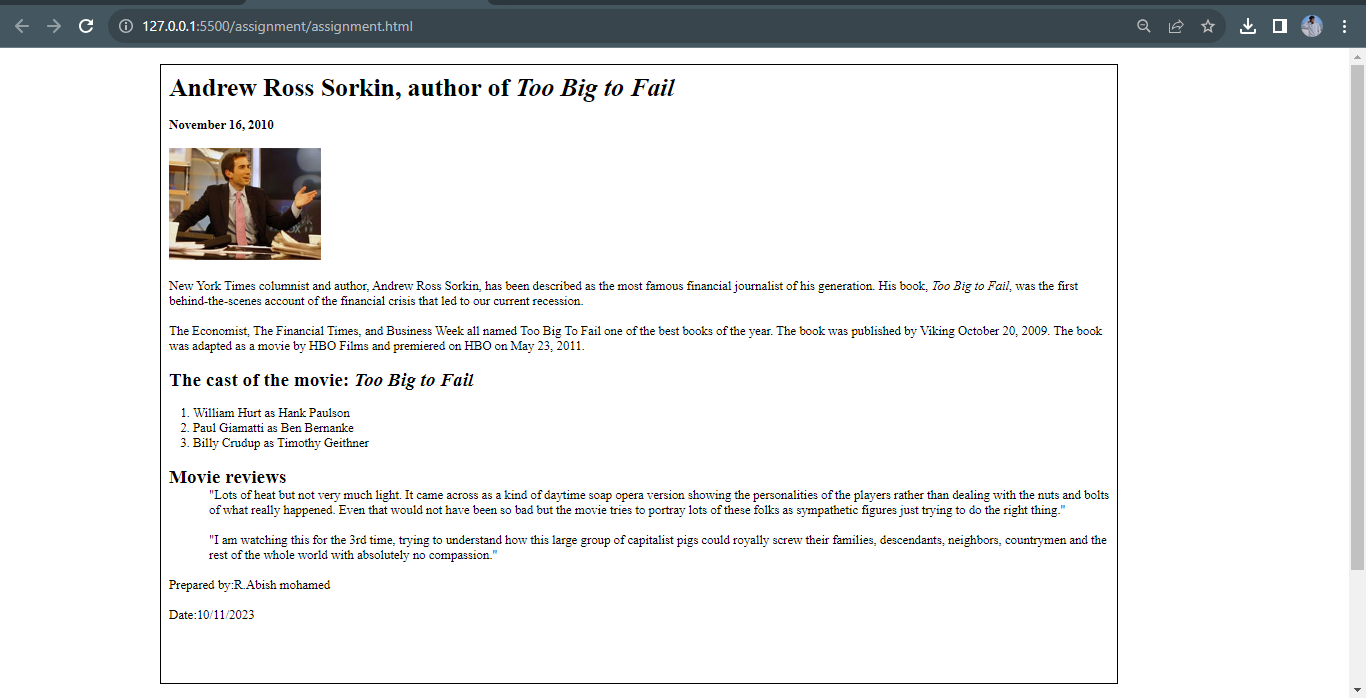 127.0.0.1:5500/assignment/assignment.html
Andrew Ross Sorkin, author of Too Big to Fail
November 16, 2010
New York Times columnist and author, Andrew Ross Sorkin, has been described as the most famous financial journalist of his generation. His book, Too Big to Fail, was the first
behind-the-scenes account of the financial crisis that led to our current recession.
The Economist, The Financial Times, and Business Week all named Too Big To Fail one of the best books of the year. The book was published by Viking October 20, 2009. The book
was adapted as a movie by HBO Films and premiered on HBO on May 23, 2011.
The cast of the movie: Too Big to Fail
1. William Hurt as Hank Paulson
2. Paul Giamatti as Ben Bernanke
3. Billy Crudup as Timothy Geithner
Movie reviews
"Lots of heat but not very much light. It came across as a kind of daytime soap opera version showing the personalities of the players rather than dealing with the nuts and bolts
of what really happened. Even that would not have been so bad but the movie tries to portray lots of these folks as sympathetic figures just trying to do the right thing."
"I am watching this for the 3rd time, trying to understand how this large group of capitalist pigs could royally screw their families, descendants, neighbors, countrymen and the
rest of the whole world with absolutely no compassion."
Prepared by:R.Abish mohamed
Date:10/11/2023